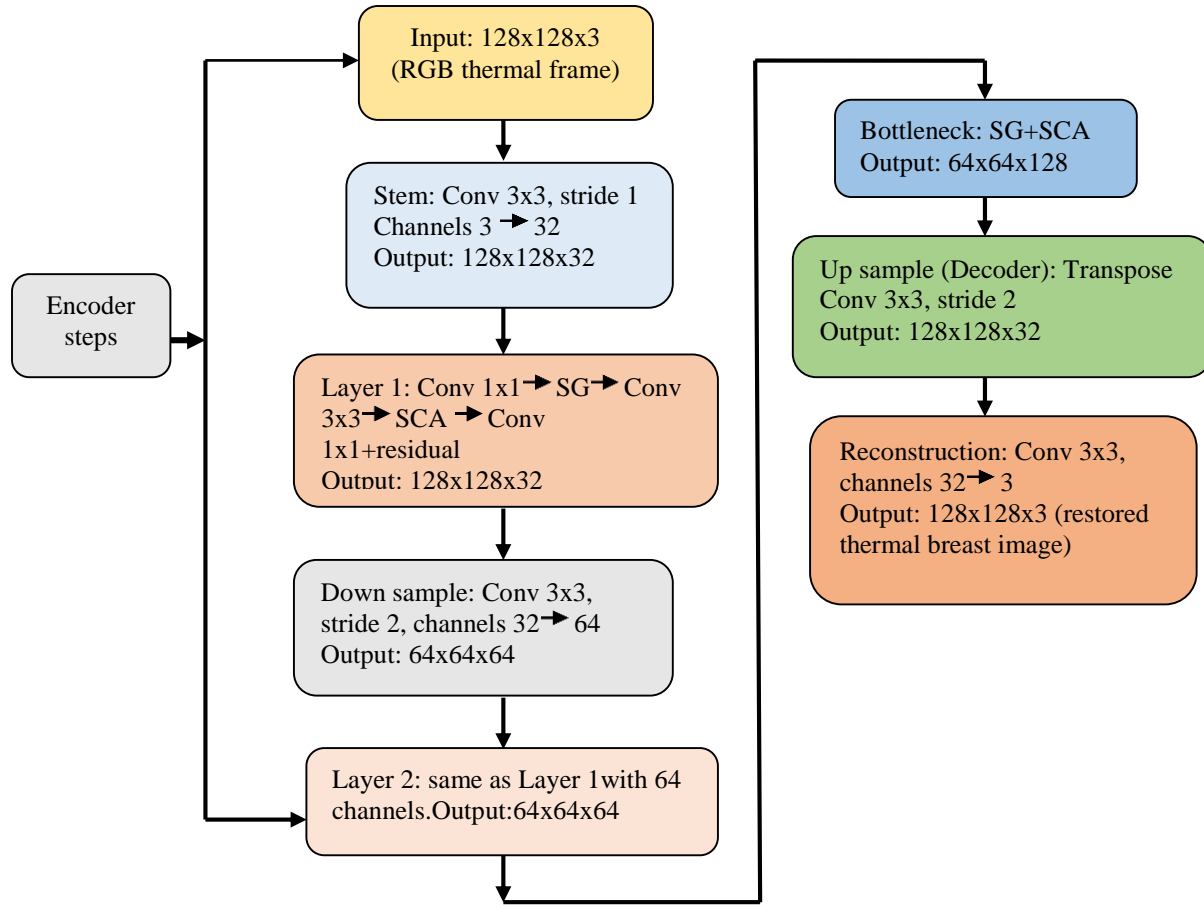 Input: 128x128x3
(RGB thermal frame)
Stem: Conv 3x3, stride 1
Channels 3 → 32
Output: 128x128x32
Encoder
steps
Layer 1: Conv 1x1 → SG → Conv
3x3 → SCA → Conv
1x1+residual
Output: 128x128x32
Down sample: Conv 3x3,
stride 2, channels 32 → 64
Output: 64x64x64
Layer 2: same as Layer 1with 64
channels.Output:64x64x64
Bottleneck: SG+SCA
Output: 64x64x128
Up sample (Decoder): Transpose
Conv 3x3, stride 2
Output: 128x128x32
Reconstruction: Conv 3x3,
channels 32 → 3
Output: 128x128x3 (restored
thermal breast image)